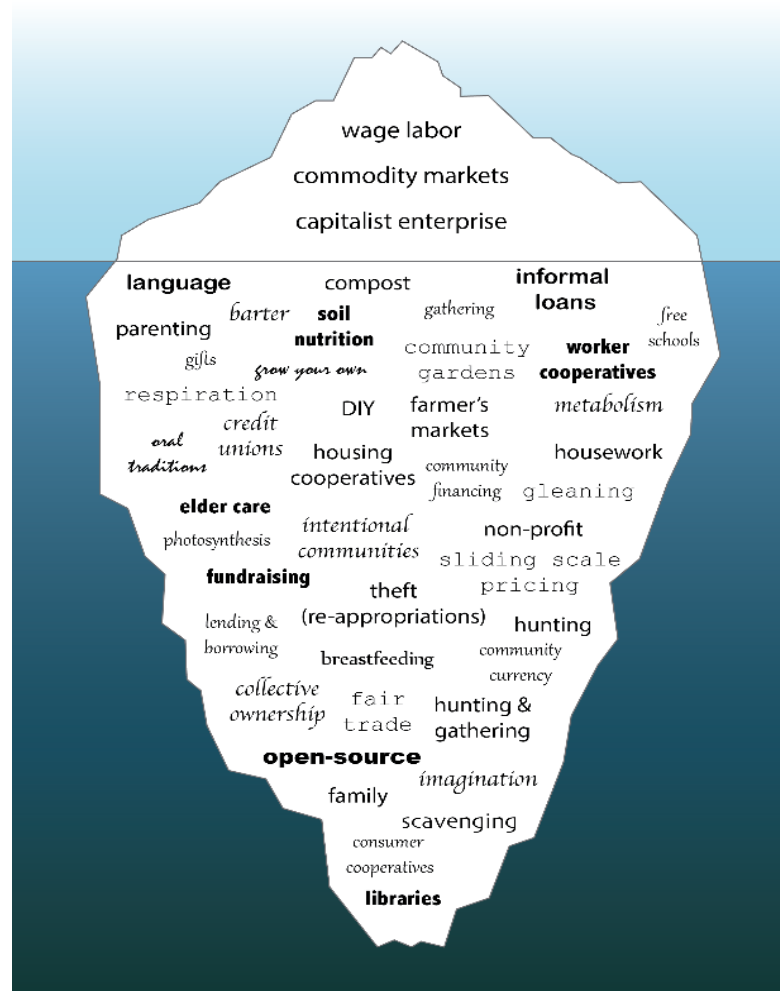 wage labor
commodity markets
capitalist enterprise
language
compost
informal
loans
parenting
barter
soil
nutrition
gathering
free
schools
gifts
grow your own
community
gardens
worker
cooperatives
respiration
credit
unions
DIY
farmer's
markets
metabolism
oral
traditions
housing
cooperatives
community
financing
housework
gleaning
elder care
photosynthesis
intentional
communities
non-profit
sliding scale
pricing
fundraising
theft
(re-appropriations)
lending &
borrowing
hunting
breastfeeding
community
currency
collective
ownership
fair
trade
hunting &
gathering
open-source
imagination
family
scavenging
consumer
cooperatives
libraries